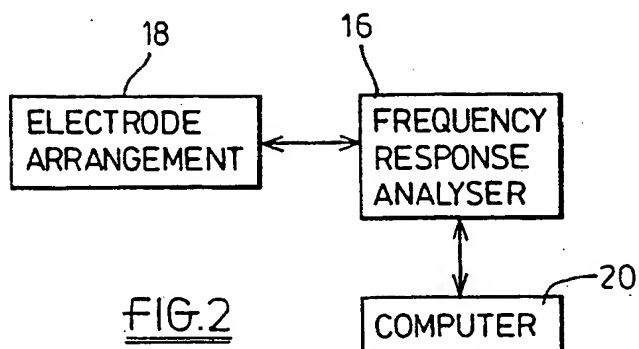 18
16
ELECTRODE
ARRANGEMENT
FREQUENCY
RESPONSE
ANALYSER
20
COMPUTER
FIG.2